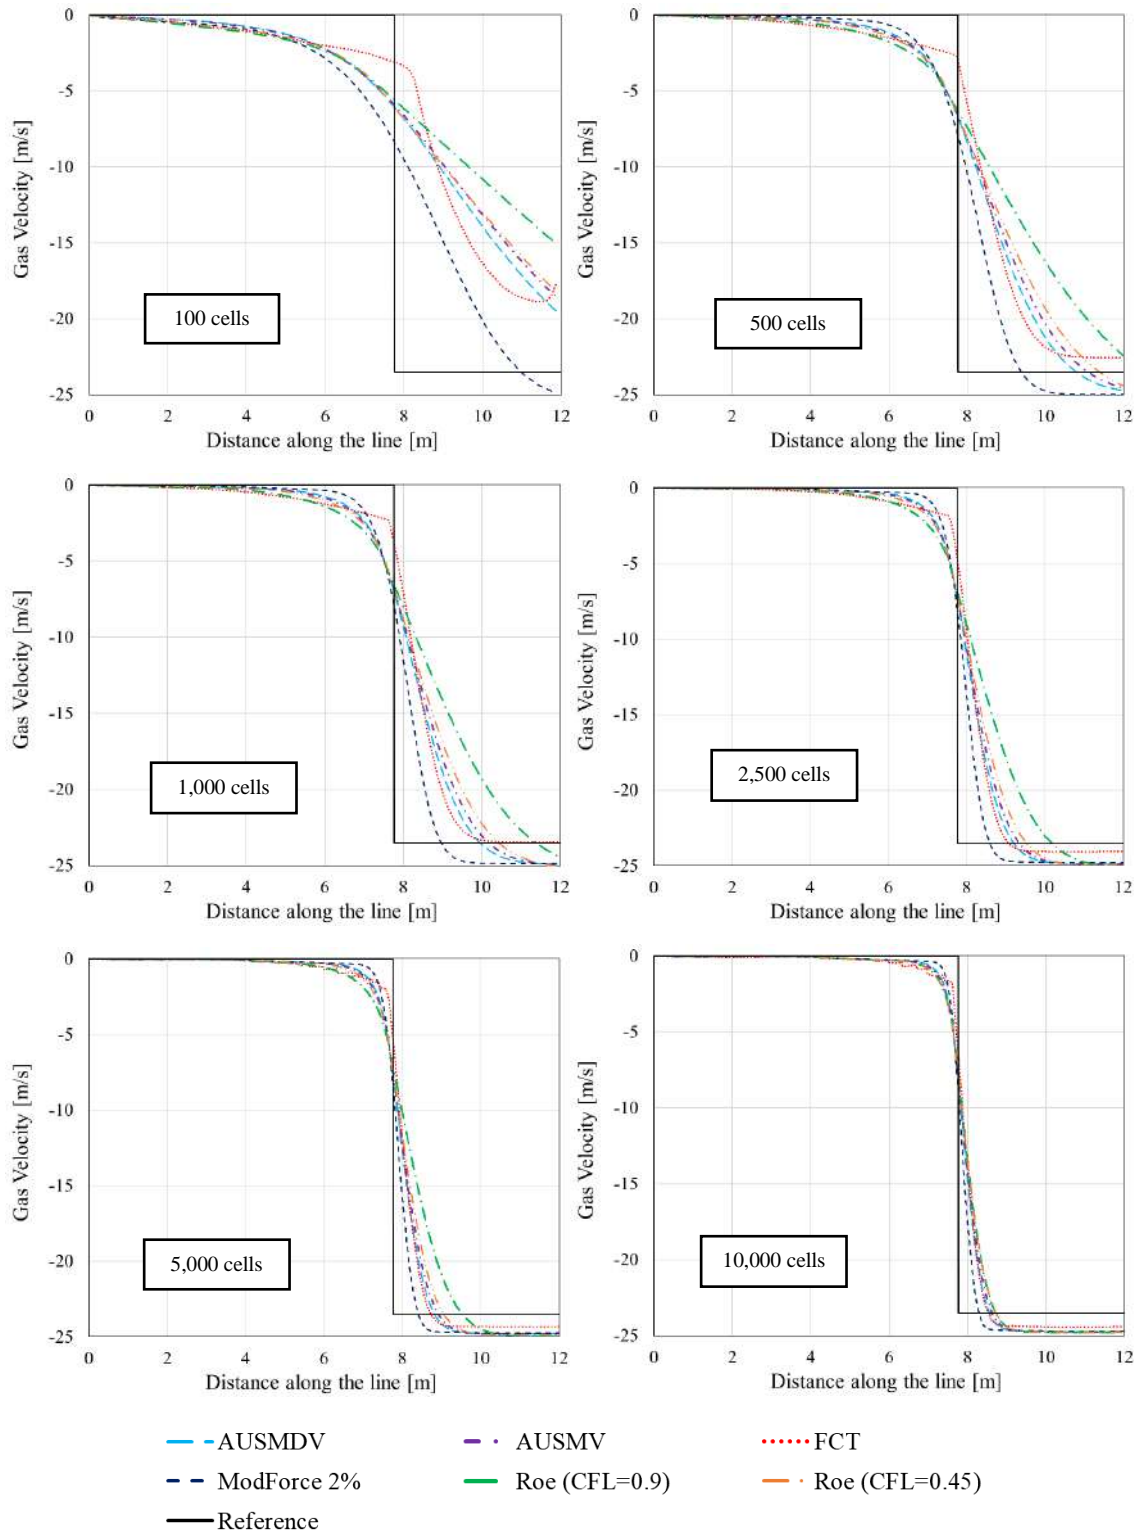 0
-5
-10
-15
-20
-25
Gas Velocity [m/s]
100 cells
0 2 4 6 8 10 12
Distance along the line [m]
0
-5
-10
-15
-20
-25
Gas Velocity [m/s]
500 cells
0 2 4 6 8 10 12
Distance along the line [m]
0
-5
-10
-15
-20
-25
Gas Velocity [m/s]
1,000 cells
0 2 4 6 8 10 12
Distance along the line [m]
0
-5
-10
-15
-20
-25
Gas Velocity [m/s]
2,500 cells
0 2 4 6 8 10 12
Distance along the line [m]
0
-5
-10
-15
-20
-25
Gas Velocity [m/s]
5,000 cells
0 2 4 6 8 10 12
Distance along the line [m]
0
-5
-10
-15
-20
-25
Gas Velocity [m/s]
10,000 cells
0 2 4 6 8 10 12
Distance along the line [m]
AUSMDV AUSMV FCT
ModForce 2% Roe (CFL=0.9) Roe (CFL=0.45)
Reference